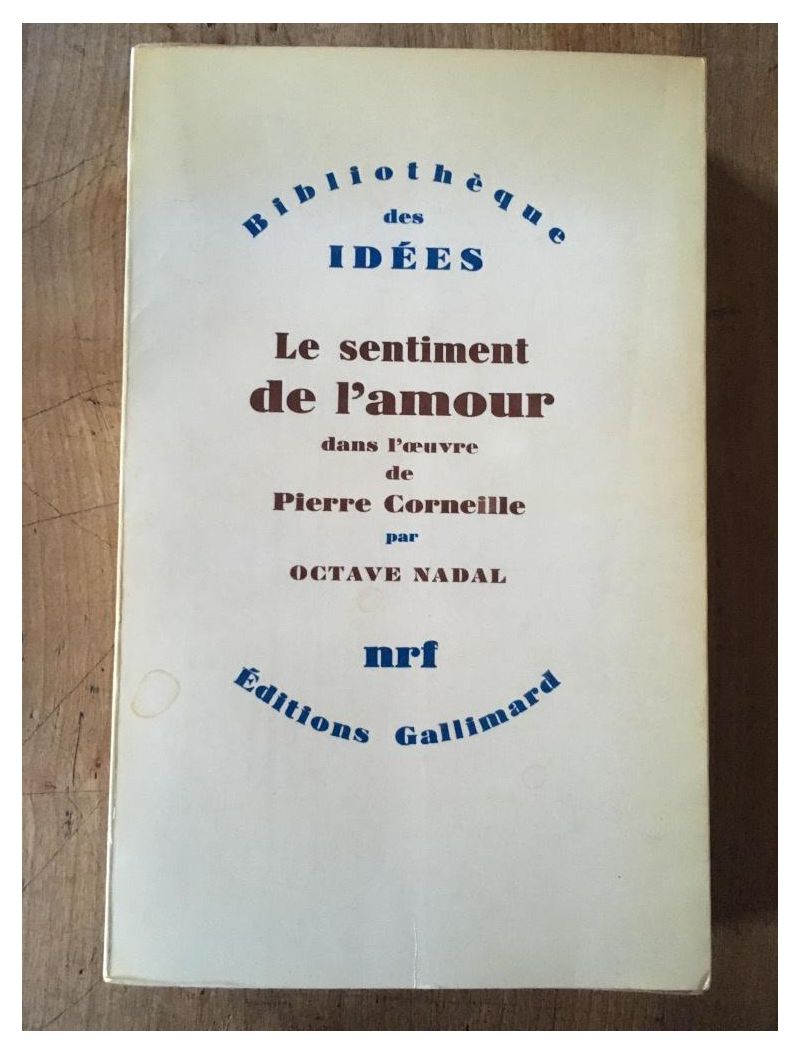 Bibliothèque
des
IDÉES
Le sentiment
de l'amour
dans l'œuvre
de
Pierre Corneille
par
OCTAVE NADAL
nrf
Éditions Gallimard